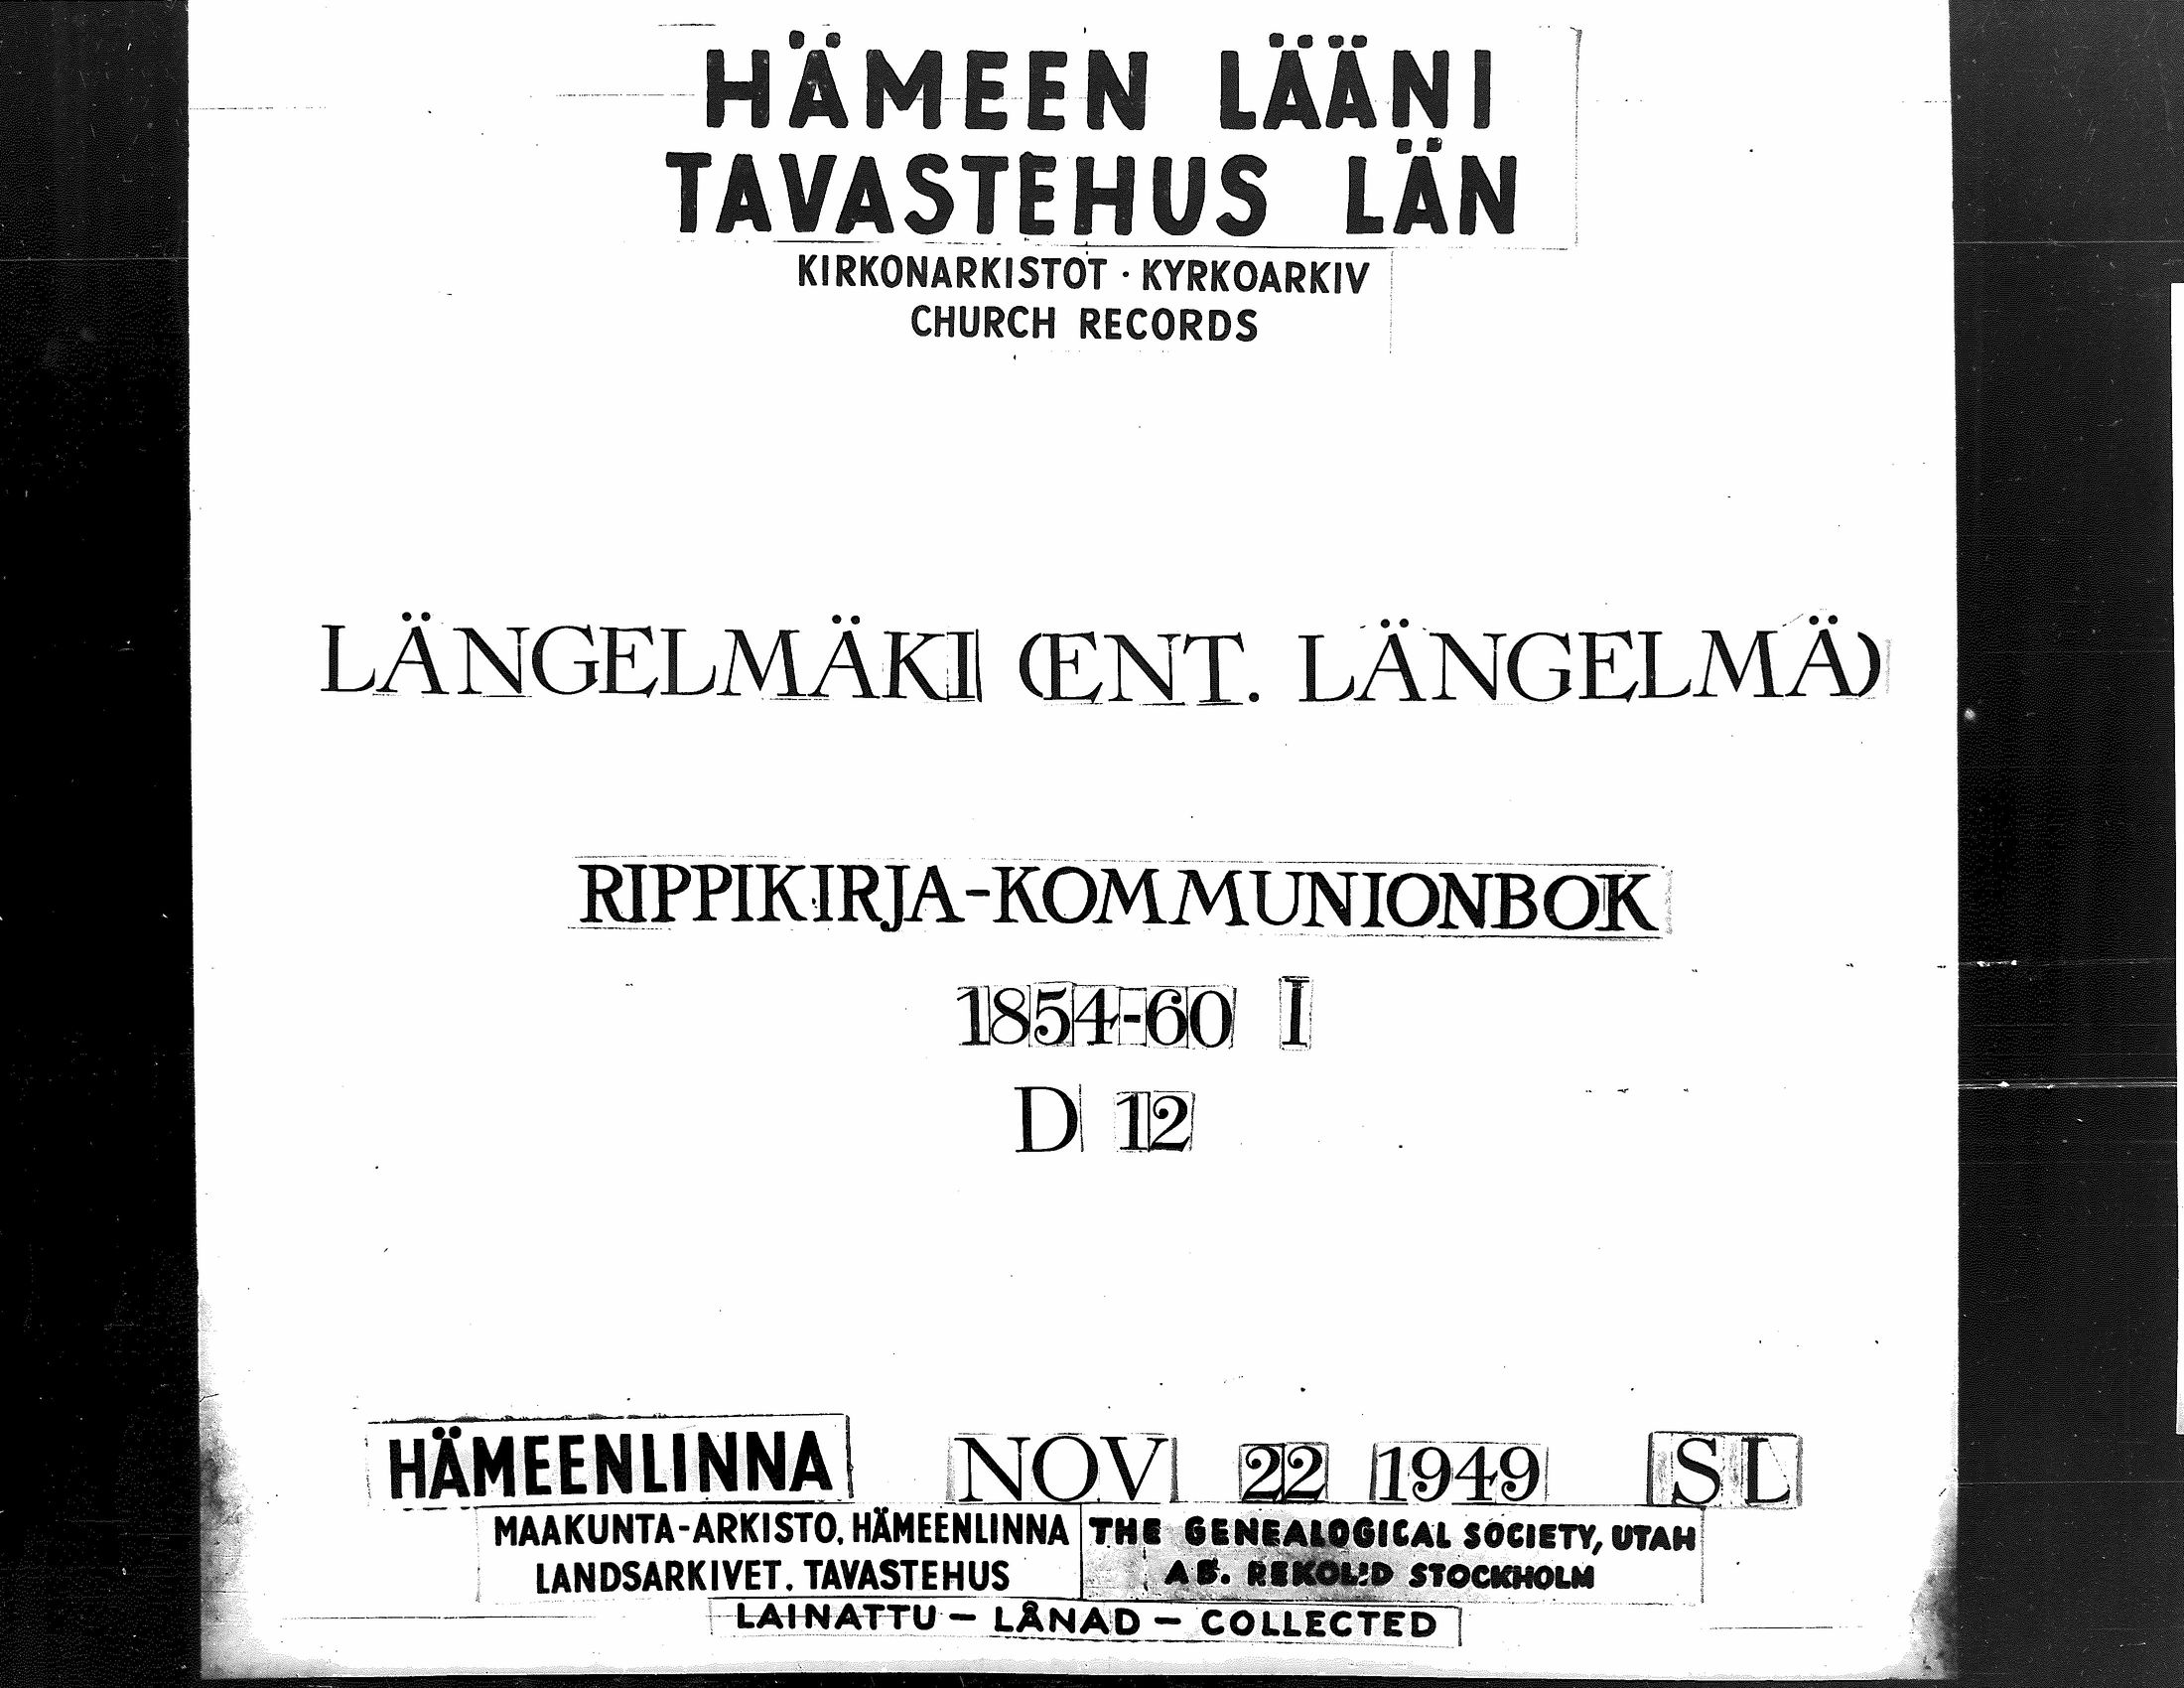 HÄMEEN LÄÄNI
TAVASTEHUS LÄN
KIRKONARKISTOT · KYRKOARKIV
CHURCH RECORDS
LÄNGELMÄKI (ENT. LÄNGELMÄ)
RIPPIKIRJA-KOMMUNIONBOK
1854-60 I
D 12
HÄMEENLINNA NOV 22 1949 SL
MAAKUNTA-ARKISTO, HÄMEENLINNA THE GENEALOGICAL SOCIETY, UTAH
LANDSARKIVET. TAVASTEHUS AB. REKOLID STOCKHOLM
LAINATTU – LÅNAD – COLLECTED